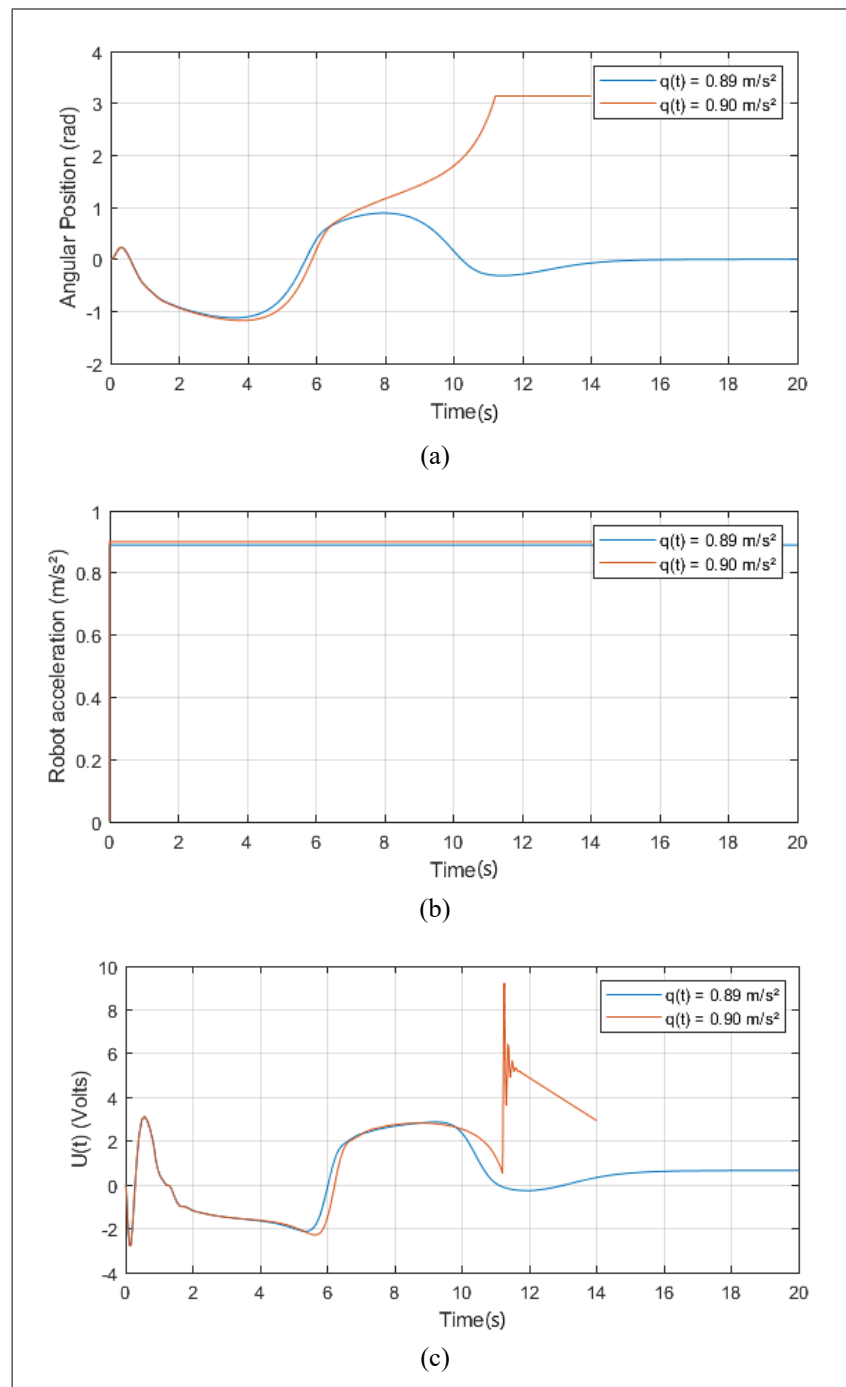 4
3
2
1
0
-1
-2
Angular Position (rad)
q(t) = 0.89 m/s²
q(t) = 0.90 m/s²
0 2 4 6 8 10 12 14 16 18 20
Time(s)
(a)
1
0.8
0.6
0.4
0.2
0
Robot acceleration (m/s²)
q(t) = 0.89 m/s²
q(t) = 0.90 m/s²
0 2 4 6 8 10 12 14 16 18 20
Time(s)
(b)
10
8
6
4
2
0
-2
-4
U(t) (Volts)
q(t) = 0.89 m/s²
q(t) = 0.90 m/s²
0 2 4 6 8 10 12 14 16 18 20
Time(s)
(c)